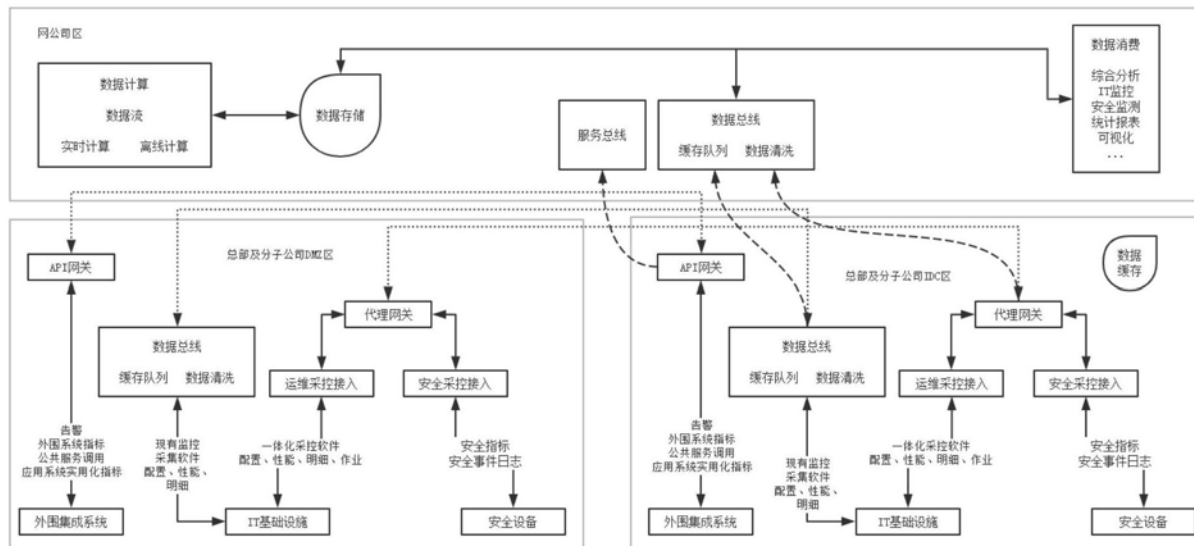 网公司区
数据计算
数据流
实时计算 离线计算
数据存储
服务总线
数据总线
缓存队列 数据清洗
数据消费
综合分析
IT监控
安全监测
统计报表
可视化
...
总部及分子公司DMZ区
API网关
代理网关
数据总线
缓存队列 数据清洗
运维采控接入
安全采控接入
告警
外围系统指标
公共服务调用
应用系统实用化指标
现有监控
采集软件
配置、性能、
明细
一体化采控软件
配置、性能、明细、作业
安全指标
安全事件日志
外围集成系统
IT基础设施
安全设备
总部及分子公司IDC区
数据
缓存
API网关
代理网关
数据总线
缓存队列 数据清洗
运维采控接入
安全采控接入
告警
外围系统指标
公共服务调用
应用系统实用化指标
现有监控
采集软件
配置、性能、
明细
一体化采控软件
配置、性能、明细、作业
安全指标
安全事件日志
外围集成系统
IT基础设施
安全设备